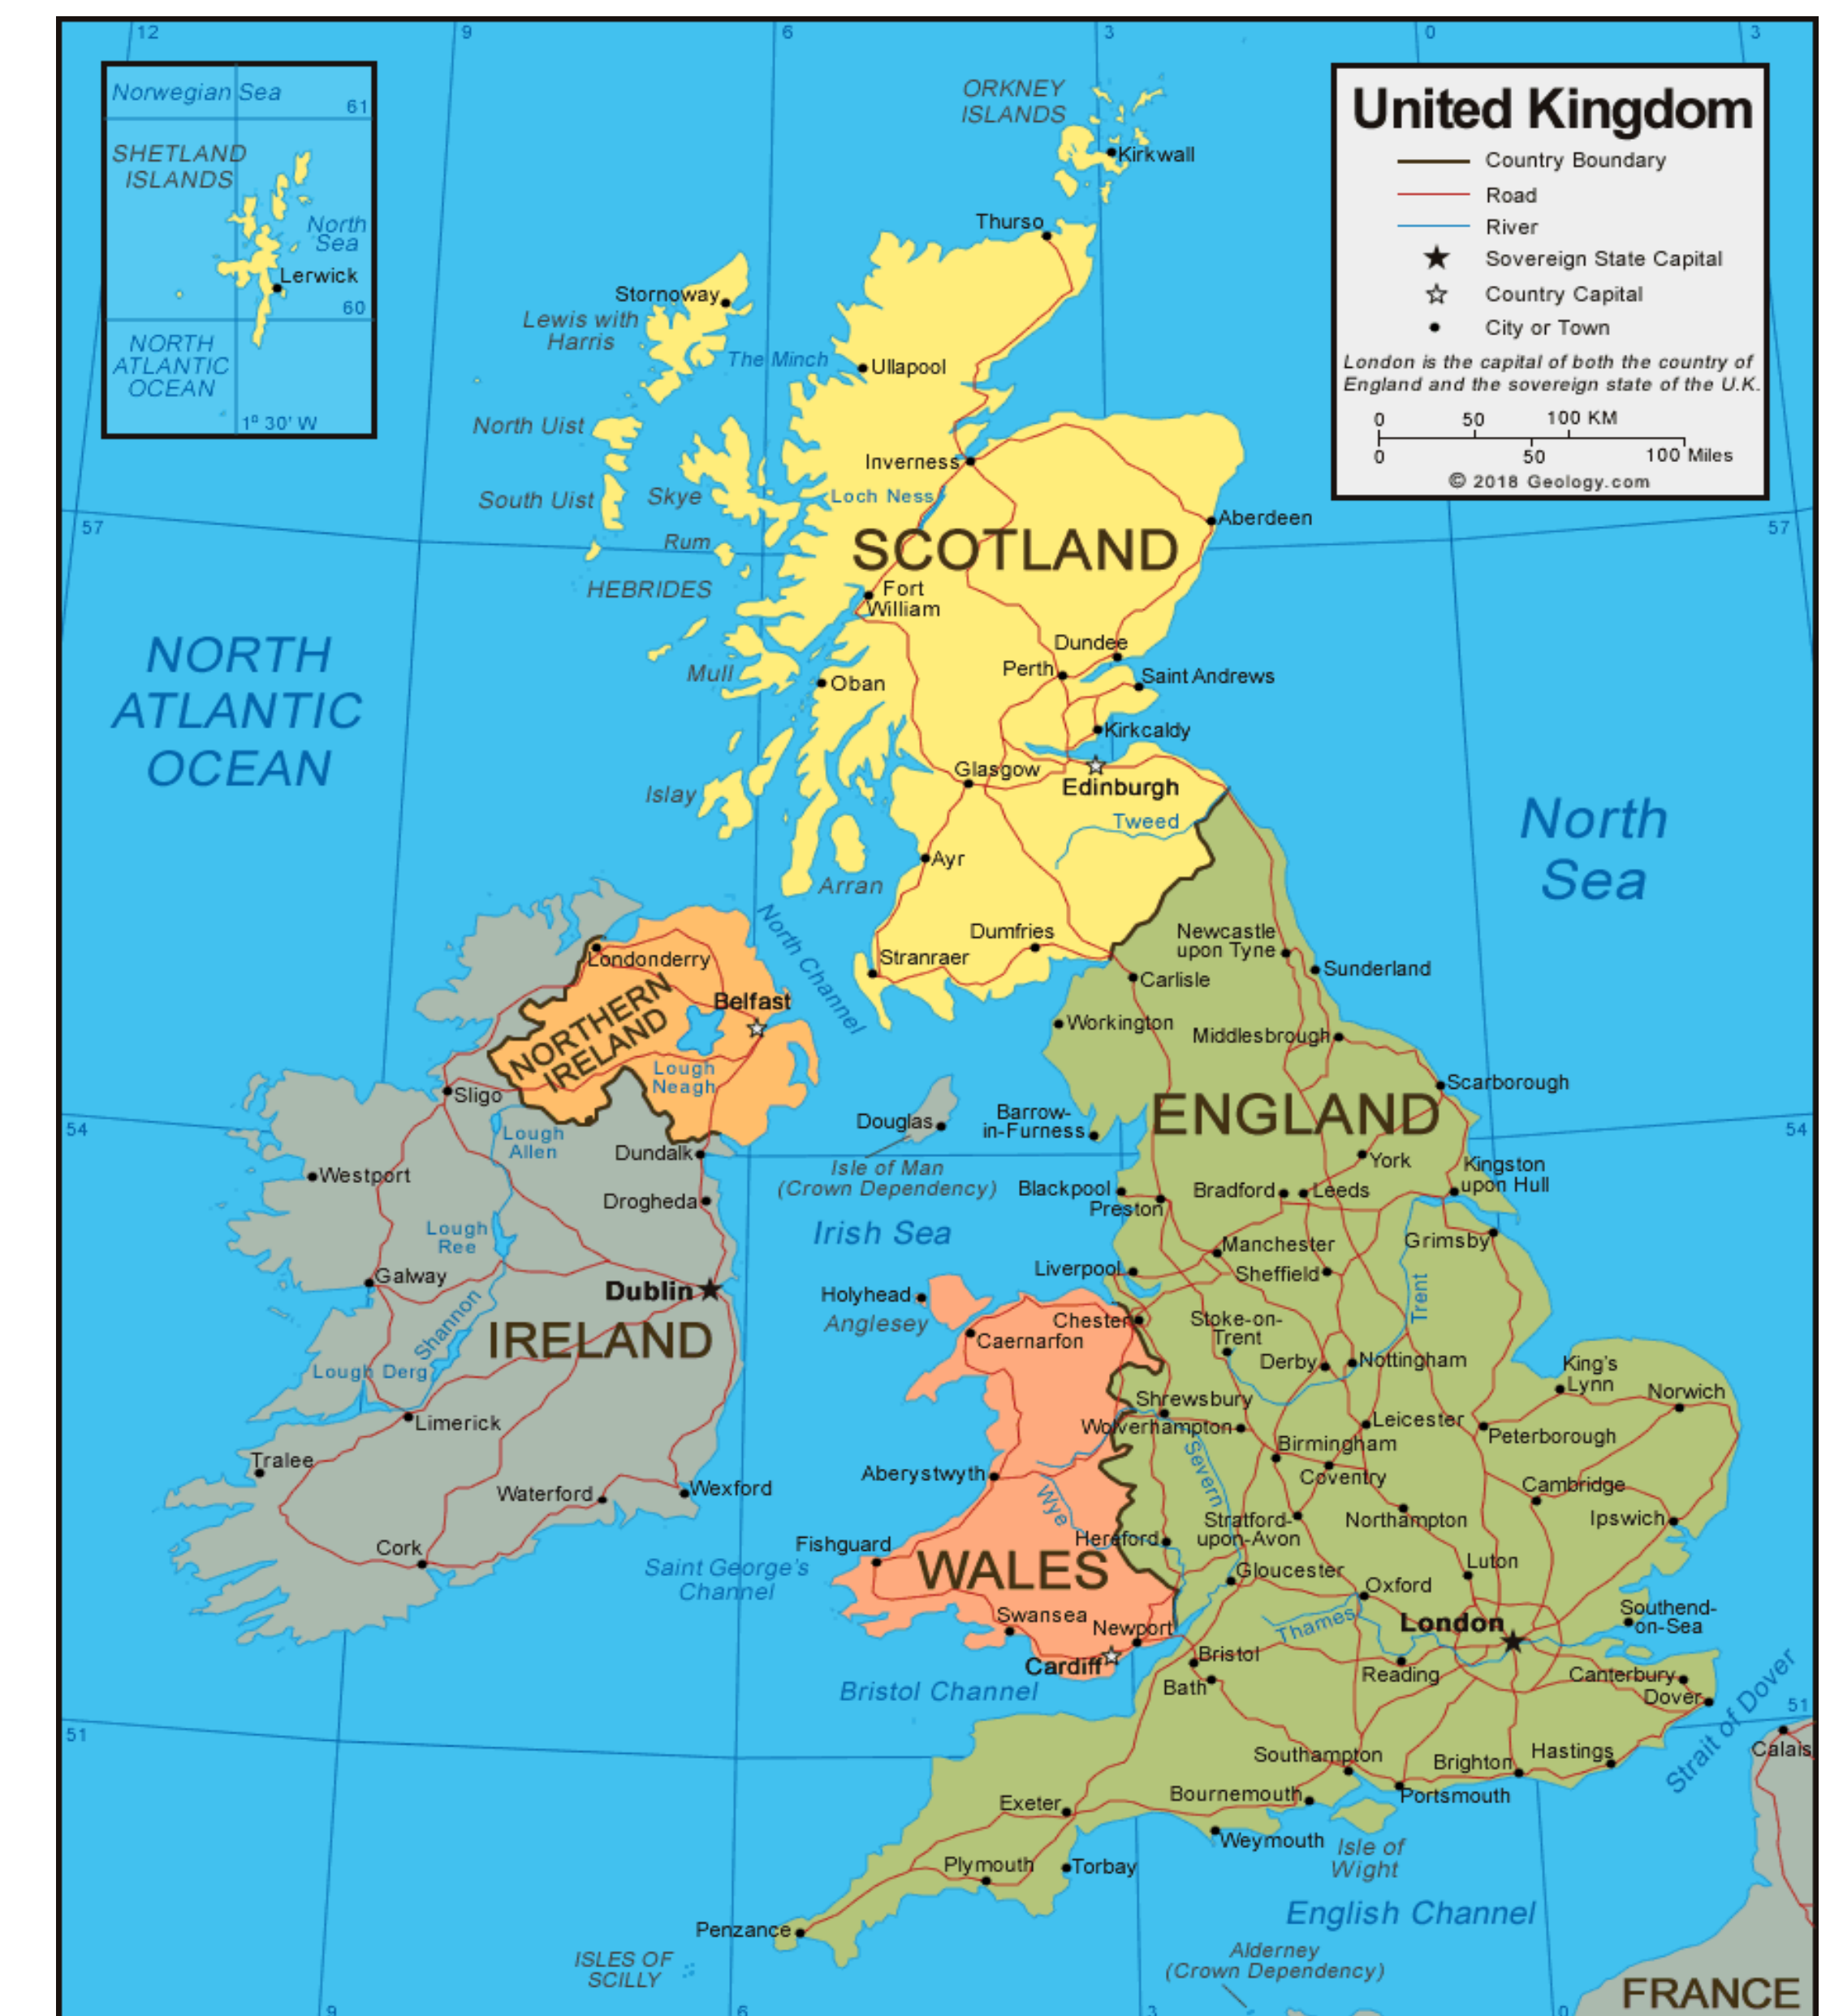 12
9
6
3
0
3
Norwegian Sea
61
SHETLAND
ISLANDS
North
Sea
Lerwick
60
NORTH
ATLANTIC
OCEAN
1° 30' W
ORKNEY
ISLANDS
Kirkwall
United Kingdom
Country Boundary
Road
River
Sovereign State Capital
Country Capital
City or Town
London is the capital of both the country of
England and the sovereign state of the U.K.
0 50 100 KM
0 50 100 Miles
© 2018 Geology.com
Thurso
Stornoway
Lewis with
Harris
The Minch
Ullapool
North Uist
Inverness
South Uist
Skye
Loch Ness
57
Rum
SCOTLAND
Aberdeen
57
HEBRIDES
Fort
William
NORTH
ATLANTIC
OCEAN
Dundee
Perth
Saint Andrews
Mull
Oban
Kirkcaldy
Glasgow
Edinburgh
Islay
Tweed
North
Sea
Ayr
Arran
North Channel
Dumfries
Newcastle
upon Tyne
Stranraer
Sunderland
Carlisle
Londonderry
Belfast
NORTHERN
IRELAND
Workington
Middlesbrough
Lough
Neagh
Sligo
Scarborough
54
Lough
Allen
Douglas
Barrow-
in-Furness
ENGLAND
54
Dundalk
Westport
Isle of Man
(Crown Dependency)
York
Kingston
upon Hull
Drogheda
Blackpool
Preston
Bradford
Leeds
Lough
Ree
Irish Sea
Manchester
Grimsby
Galway
Liverpool
Sheffield
Dublin
Holyhead
Trent
Anglesey
Chester
Stoke-on-
Trent
IRELAND
Shannon
Caernarfon
Lough Derg
Derby
Nottingham
King's
Lynn
Norwich
Shrewsbury
Limerick
Wolverhampton
Leicester
Peterborough
Tralee
Birmingham
Aberystwyth
Severn
Coventry
Cambridge
Waterford
Wexford
Wye
Stratford-
upon-Avon
Northampton
Ipswich
Cork
Fishguard
Hereford
Saint George's
Channel
WALES
Gloucester
Luton
Oxford
Swansea
Newport
Thames
London
Southend-
on-Sea
Cardiff
Bristol
Reading
Canterbury
Bath
Dover
Bristol Channel
Strait of Dover
51
51
Calais
Southampton
Brighton
Hastings
Exeter
Bournemouth
Portsmouth
Weymouth
Isle of
Wight
Plymouth
Torbay
English Channel
Penzance
ISLES OF
SCILLY
Alderney
(Crown Dependency)
FRANCE
9
6
3
0